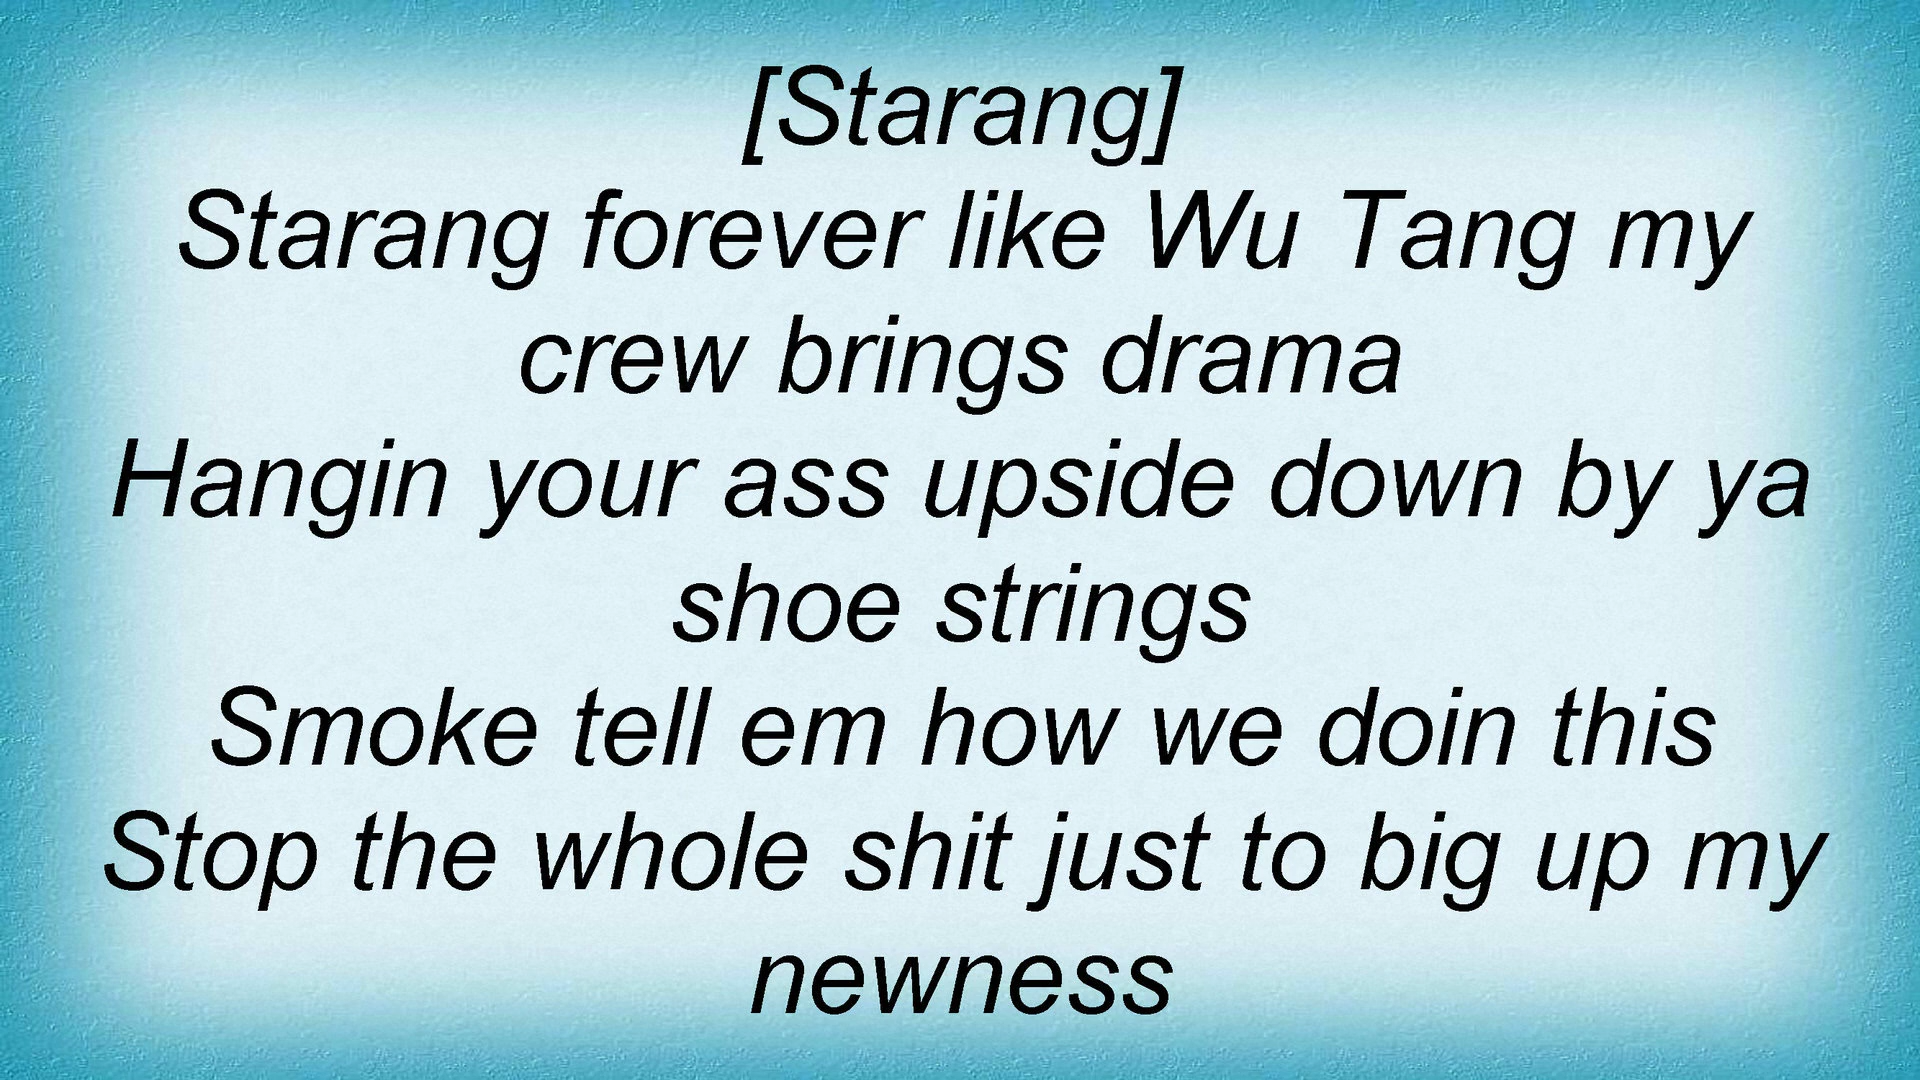 [Starang]
Starang forever like Wu Tang my
crew brings drama
Hangin your ass upside down by ya
shoe strings
Smoke tell em how we doin this
Stop the whole shit just to big up my
newness